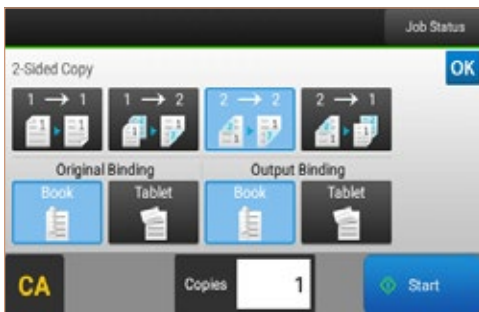 Job Status
2-Sided Copy
OK
1 → 1 1 → 2 2 → 2 2 → 1
Original Binding Output Binding
Book Tablet Book Tablet
CA Copies 1 Start